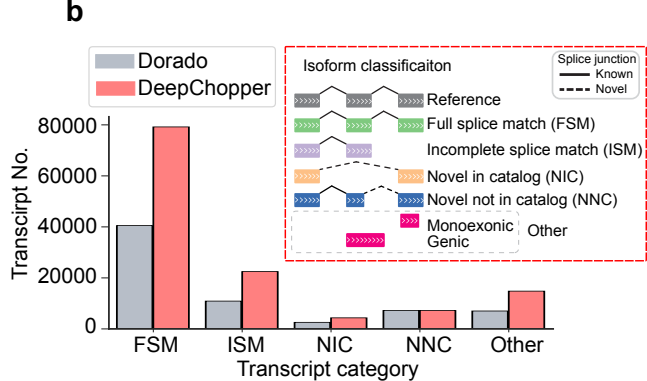 b
Dorado
DeepChopper
Isoform classificaiton
Splice junction
Known
Novel
Reference
Full splice match (FSM)
Incomplete splice match (ISM)
Novel in catalog (NIC)
Novel not in catalog (NNC)
Monoexonic
Genic
Other
Transcirpt No.
80000
60000
40000
20000
0
FSM ISM NIC NNC Other
Transcript category